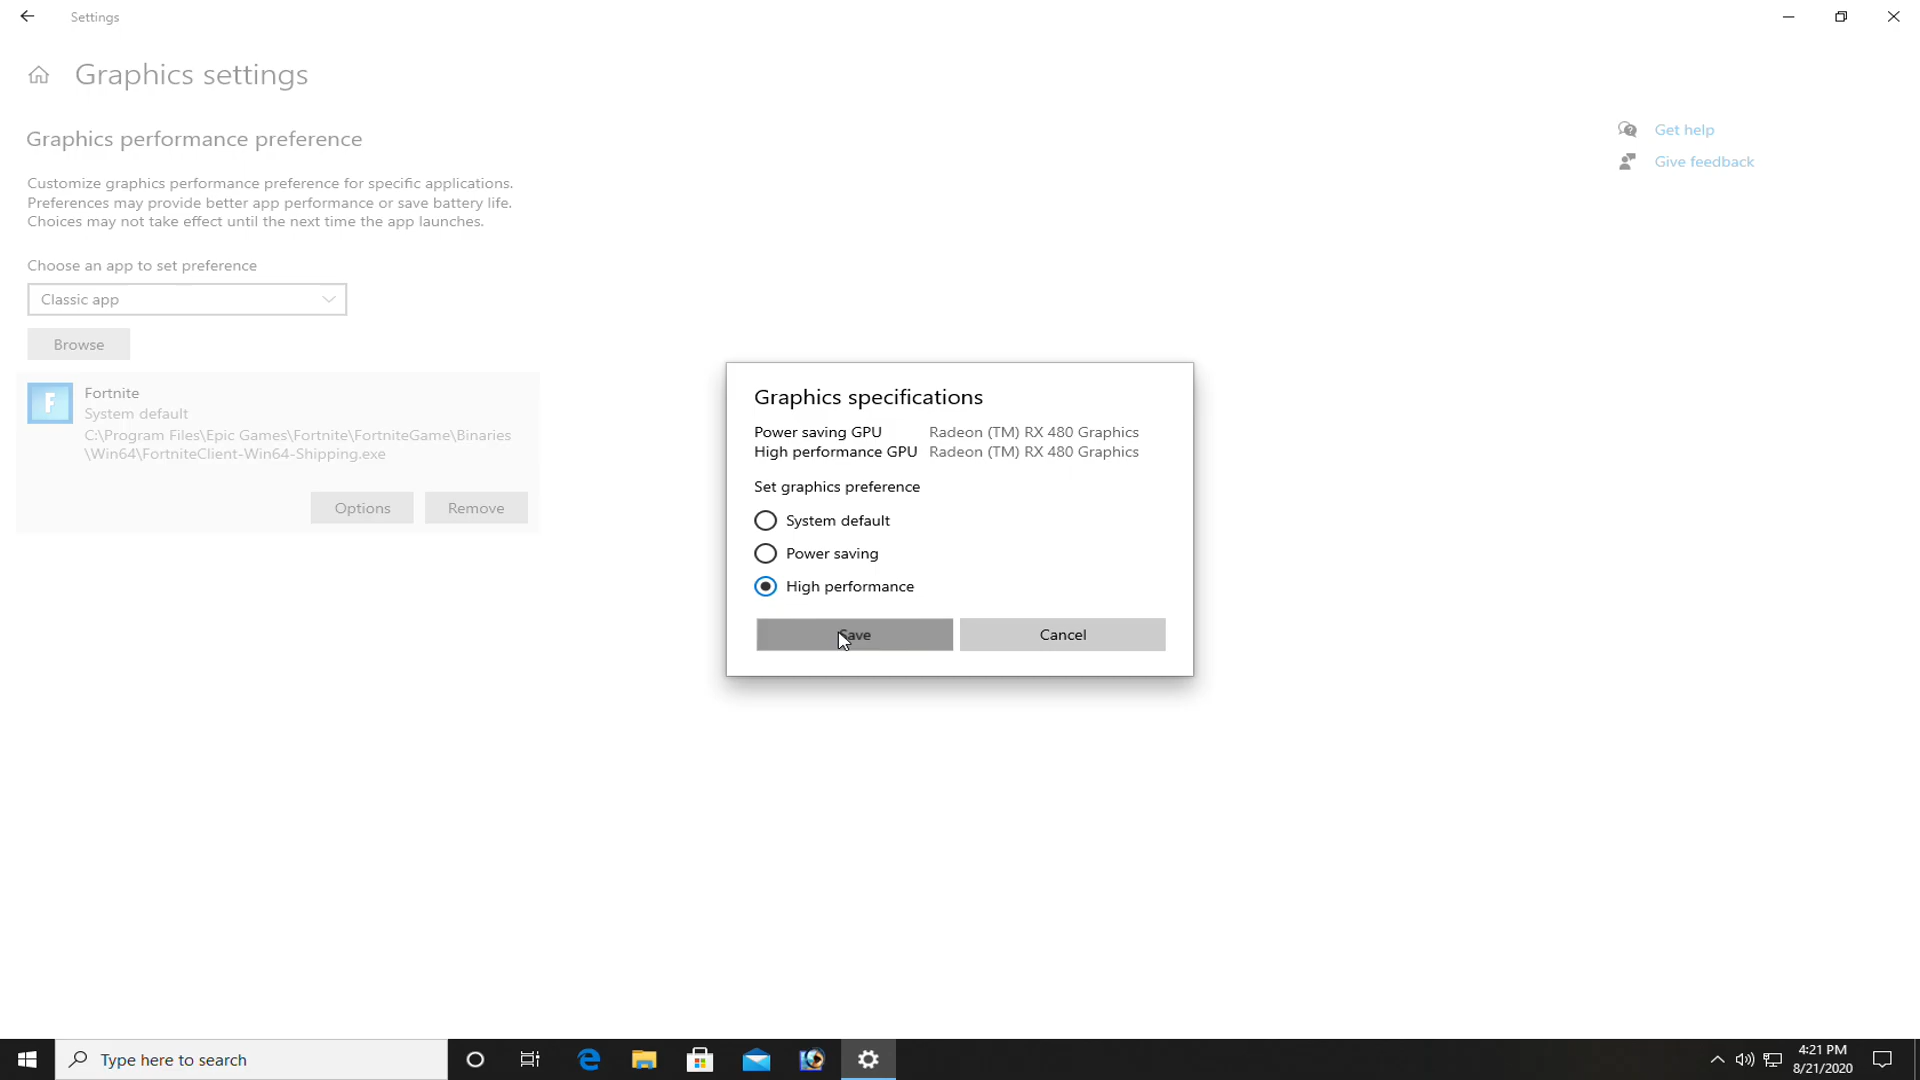 Settings
Graphics settings
Graphics performance preference
Customize graphics performance preference for specific applications.
Preferences may provide better app performance or save battery life.
Choices may not take effect until the next time the app launches.
Choose an app to set preference
Classic app
Browse
F
Fortnite
System default
C:\Program Files\Epic Games\Fortnite\FortniteGame\Binaries
\Win64\FortniteClient-Win64-Shipping.exe
Options Remove
Get help
Give feedback
Graphics specifications
Power saving GPU Radeon (TM) RX 480 Graphics
High performance GPU Radeon (TM) RX 480 Graphics
Set graphics preference
System default
Power saving
High performance
Save Cancel
Type here to search
4:21 PM
8/21/2020